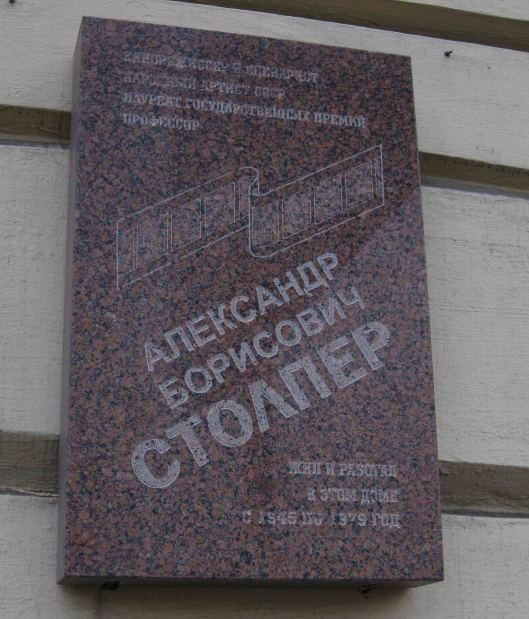 КИНОРЕЖИССЕР И СЦЕНАРИСТ
НАРОДНЫЙ АРТИСТ СССР
ЛАУРЕАТ ГОСУДАРСТВЕННЫХ ПРЕМИЙ
ПРОФЕССОР
АЛЕКСАНДР
БОРИСОВИЧ
СТОЛПЕР
ЖИЛ И РАБОТАЛ
В ЭТОМ ДОМЕ
С 1945 ПО 1979 ГОД